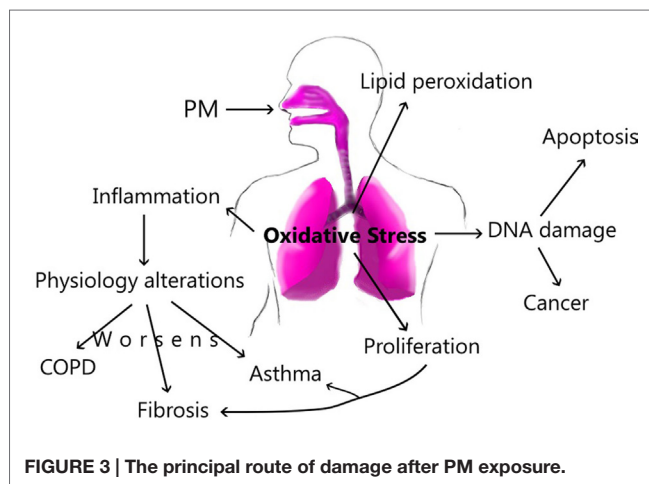 Lipid peroxidation
PM
Apoptosis
Inflammation
Oxidative Stress
DNA damage
Physiology alterations
Cancer
Worsens
Proliferation
COPD
Asthma
Fibrosis
FIGURE 3 | The principal route of damage after PM exposure.